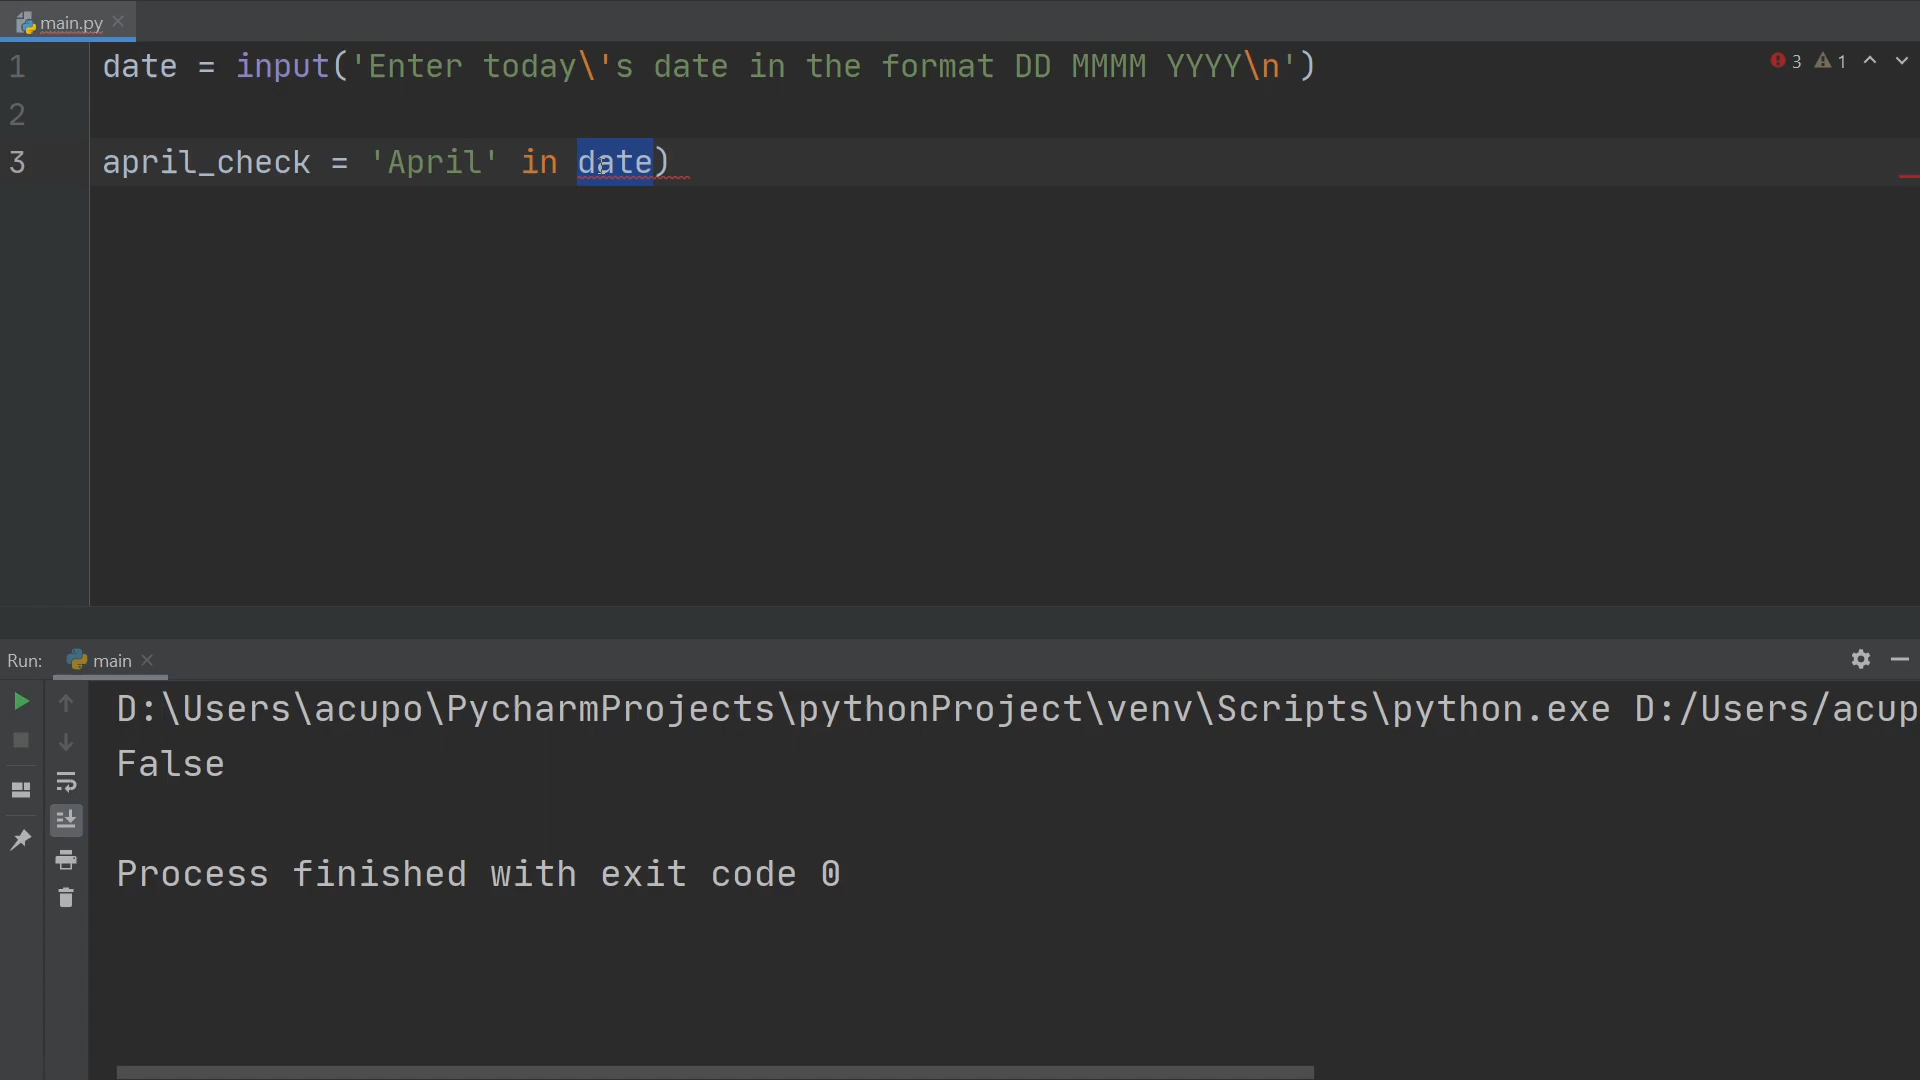 main.py
1 date = input('Enter today\'s date in the format DD MMMM YYYY\n')
3 1
2
3 april_check = 'April' in date)
Run: main
D:\Users\acupo\PycharmProjects\pythonProject\venv\Scripts\python.exe D:/Users/acup
False
Process finished with exit code 0